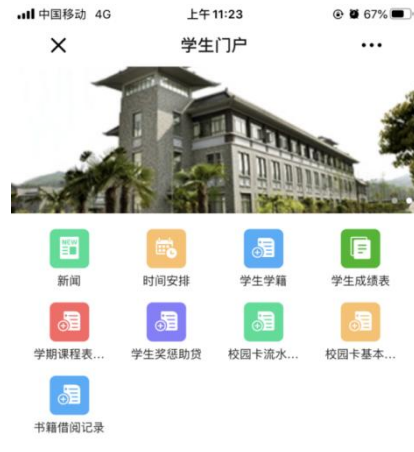 中国移动 4G 上午11:23 67%
学生门户
NEW
新闻 时间安排 学生学籍 学生成绩表
学期课程表... 学生奖惩助贷 校园卡流水... 校园卡基本...
书籍借阅记录